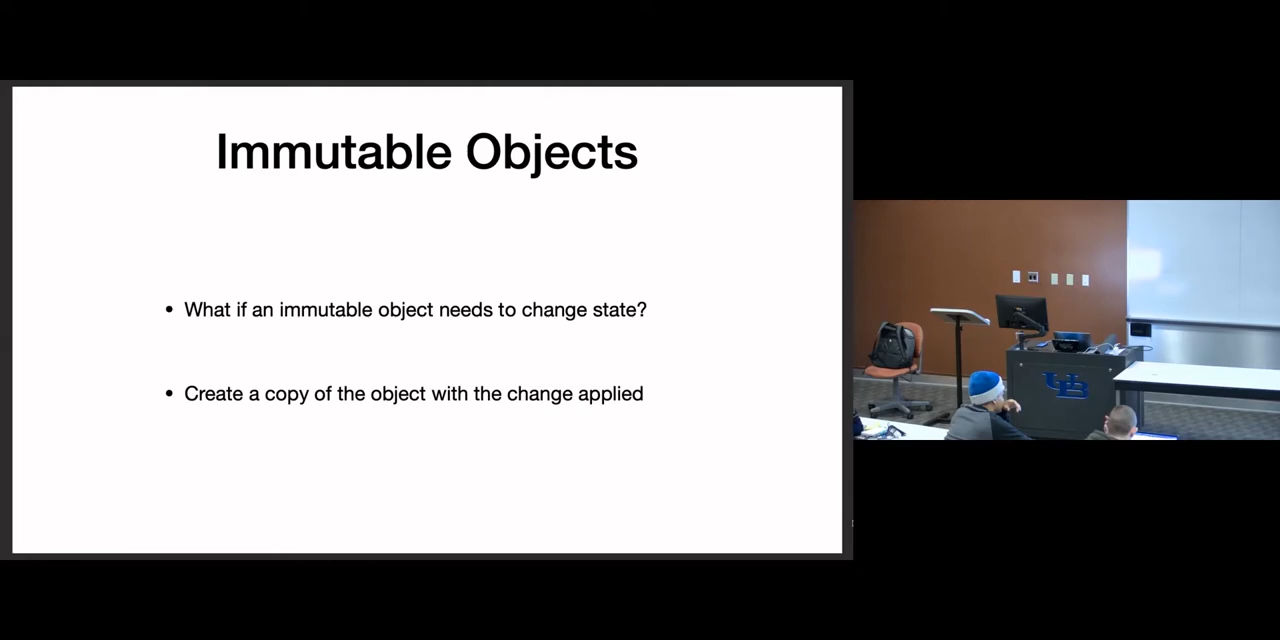 Immutable Objects
• What if an immutable object needs to change state?
• Create a copy of the object with the change applied
UB